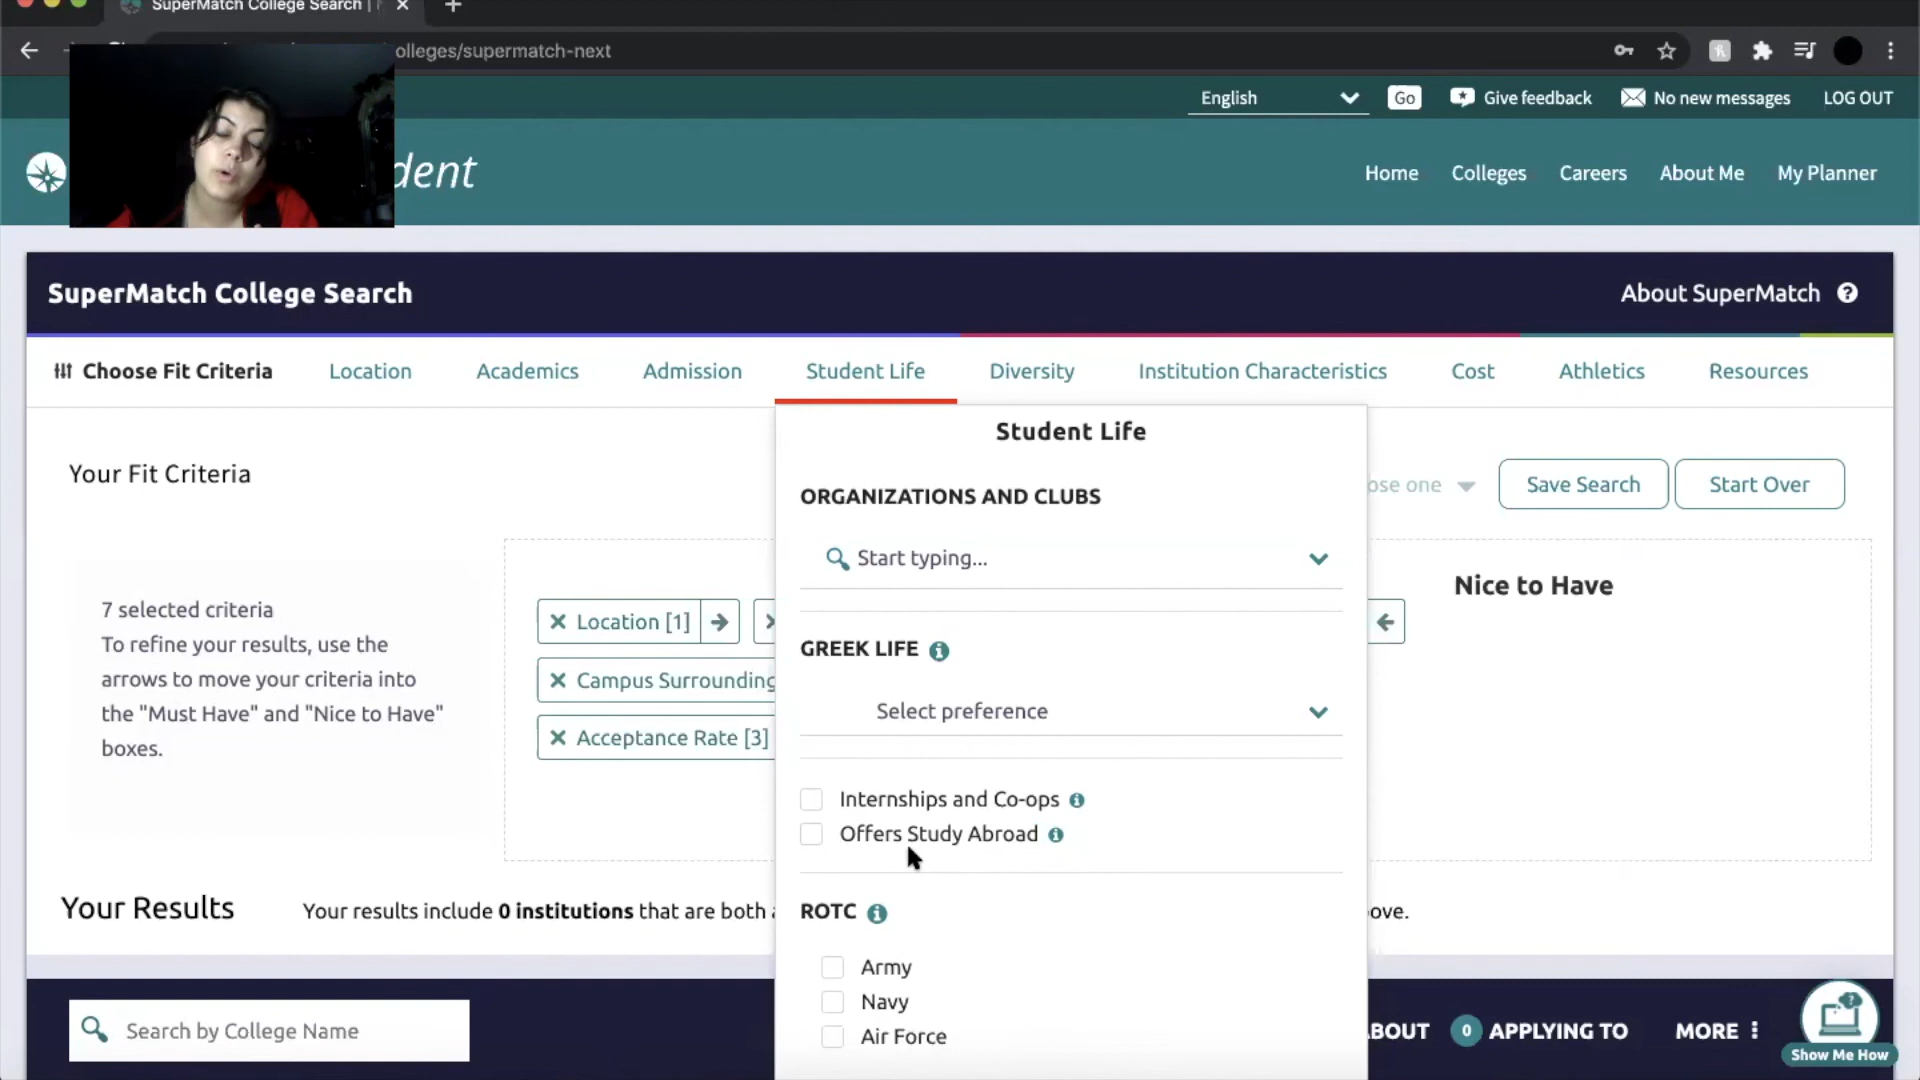 SuperMatch College Search |
olleges/supermatch-next
English
Go
Give feedback
No new messages
LOG OUT
dent
Home
Colleges
Careers
About Me
My Planner
SuperMatch College Search
About SuperMatch
Choose Fit Criteria
Location
Academics
Admission
Student Life
Diversity
Institution Characteristics
Cost
Athletics
Resources
Student Life
Your Fit Criteria
ose one
Save Search
Start Over
ORGANIZATIONS AND CLUBS
Start typing...
Nice to Have
7 selected criteria
To refine your results, use the
arrows to move your criteria into
the "Must Have" and "Nice to Have"
boxes.
Location [1]
Campus Surrounding
Acceptance Rate [3]
GREEK LIFE
Select preference
Internships and Co-ops
Offers Study Abroad
Your Results
Your results include 0 institutions that are both
ove.
ROTC
Army
Navy
Air Force
Search by College Name
BOUT
0 APPLYING TO
MORE
Show Me How